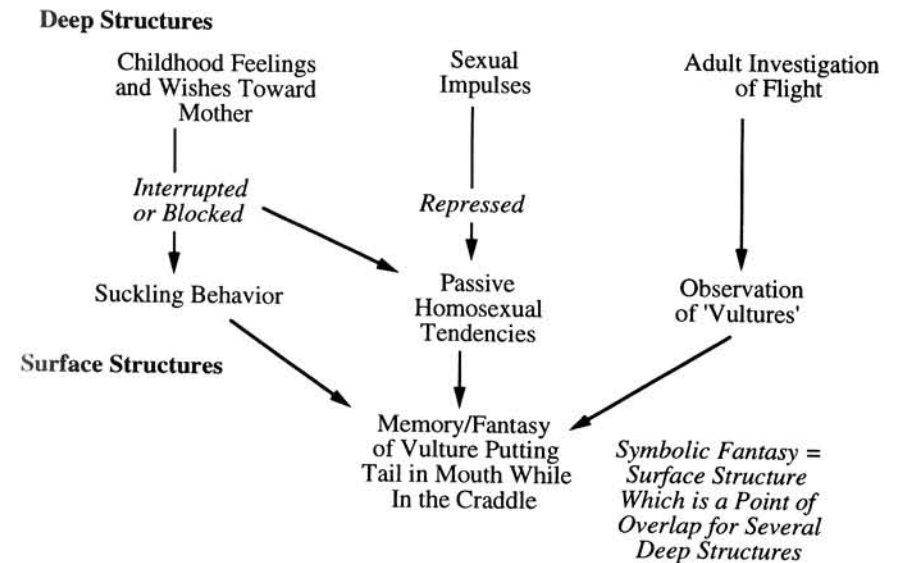 Deep Structures
Childhood Feelings
and Wishes Toward
Mother
Sexual
Impulses
Adult Investigation
of Flight
Interrupted
or Blocked
Repressed
Suckling Behavior
Passive
Homosexual
Tendencies
Observation
of 'Vultures'
Surface Structures
Memory/Fantasy
of Vulture Putting
Tail in Mouth While
In the Craddle
Symbolic Fantasy =
Surface Structure
Which is a Point of
Overlap for Several
Deep Structures